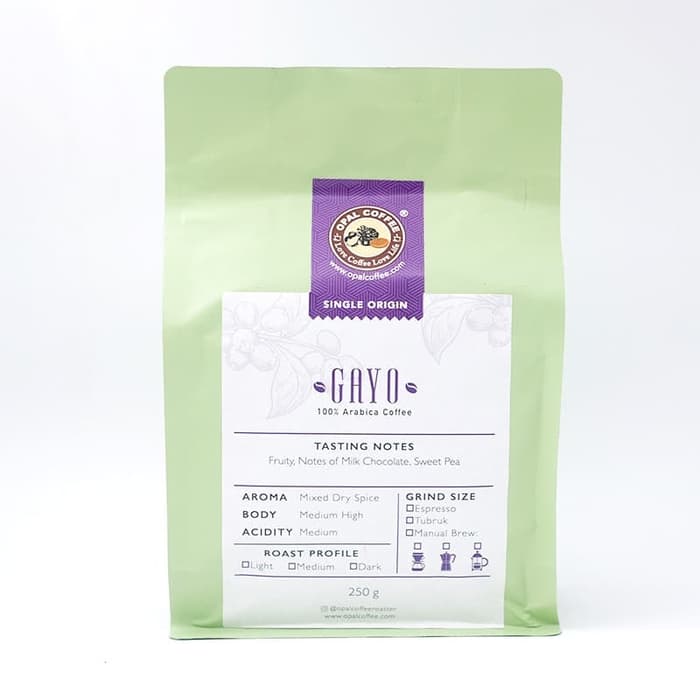 OPAL COFFEE
®
Love Coffee Love Life
www.opalcoffee.com
SINGLE ORIGIN
GAYO
100% Arabica Coffee
TASTING NOTES
Fruity, Notes of Milk Chocolate, Sweet Pea
AROMA Mixed Dry Spice
BODY Medium High
ACIDITY Medium
GRIND SIZE
Espresso
Tubruk
Manual Brew:
ROAST PROFILE
Light Medium Dark
250 g
@opalcoffeeroaster
www.opalcoffee.com